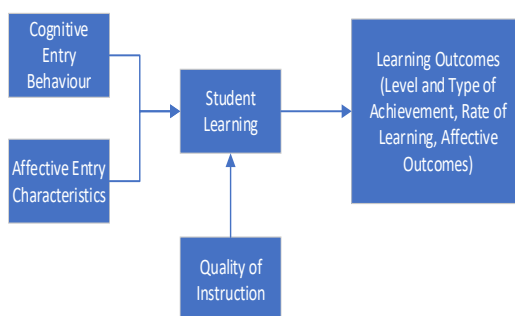 Cognitive
Entry
Behaviour
Affective Entry
Characteristics
Student
Learning
Quality of
Instruction
Learning Outcomes
(Level and Type of
Achievement, Rate of
Learning, Affective
Outcomes)